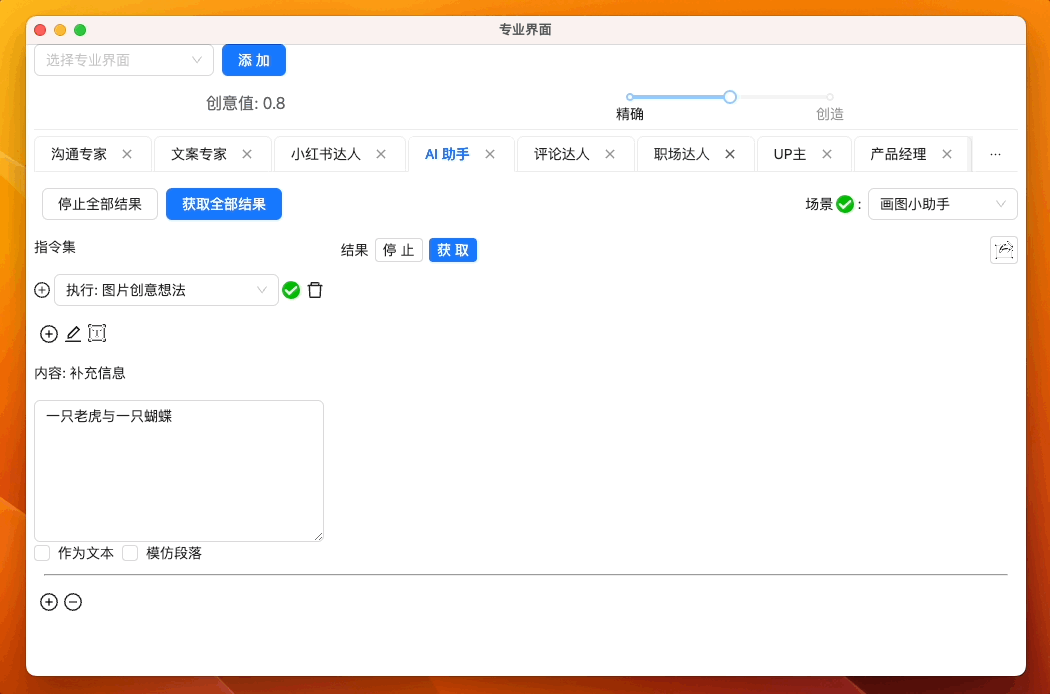 专业界面
选择专业界面 添 加
创意值: 0.8
精确 创造
沟通专家 文案专家 小红书达人 AI 助手 评论达人 职场达人 UP主 产品经理 ...
停止全部结果 获取全部结果 场景 : 画图小助手
指令集 结果 停 止 获 取
执行: 图片创意想法
内容: 补充信息
一只老虎与一只蝴蝶
作为文本 模仿段落